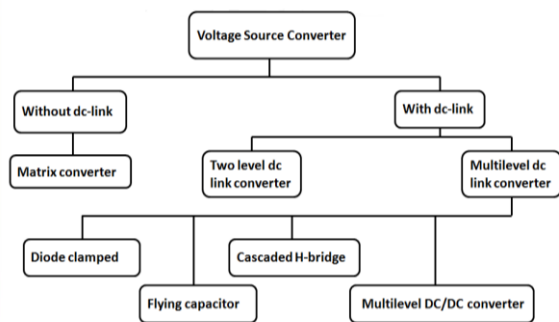 Voltage Source Converter
Without dc-link
With dc-link
Matrix converter
Two level dc
link converter
Multilevel dc
link converter
Diode clamped
Cascaded H-bridge
Flying capacitor
Multilevel DC/DC converter